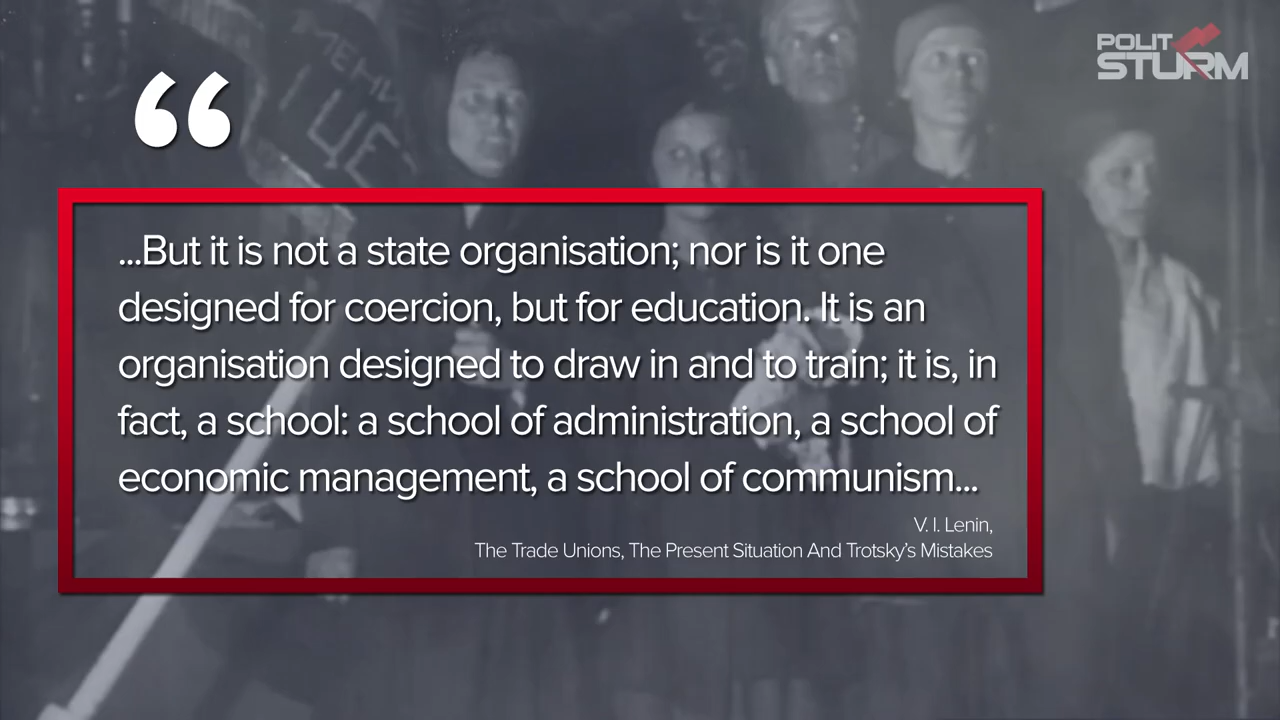 POLIT
STURM
“
...But it is not a state organisation; nor is it one
designed for coercion, but for education. It is an
organisation designed to draw in and to train; it is, in
fact, a school: a school of administration, a school of
economic management, a school of communism...
V. I. Lenin,
The Trade Unions, The Present Situation And Trotsky’s Mistakes